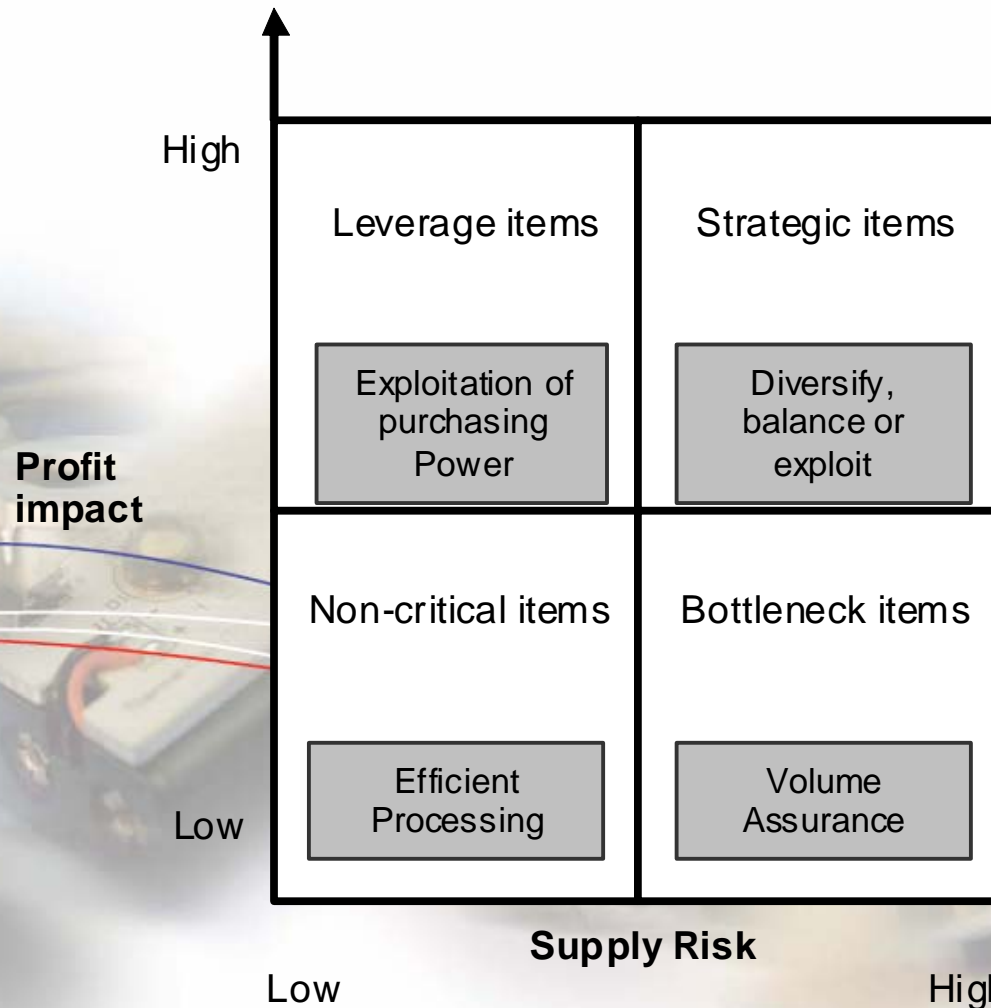 High
Leverage items
Strategic items
Exploitation of
purchasing
Power
Diversify,
balance or
exploit
Profit
impact
Non-critical items
Bottleneck items
Efficient
Processing
Volume
Assurance
Low
Supply Risk
Low
High